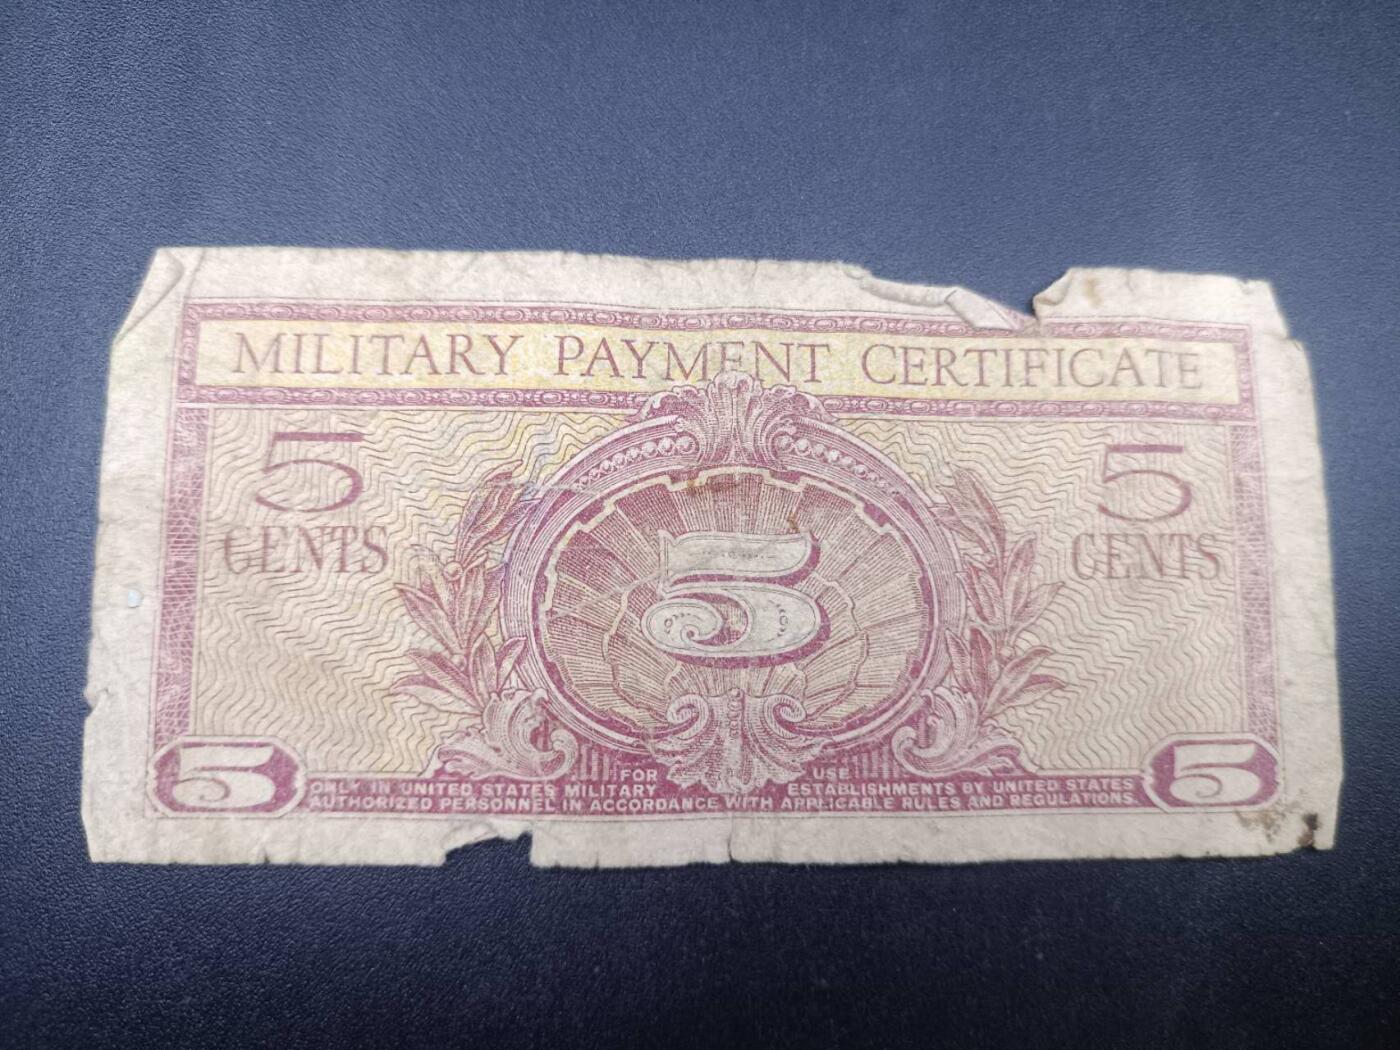 MILITARY PAYMENT CERTIFICATE
5 5
CENTS CENTS
5
5 5
FOR USE
ONLY IN UNITED STATES MILITARY ESTABLISHMENTS BY UNITED STATES
AUTHORIZED PERSONNEL IN ACCORDANCE WITH APPLICABLE RULES AND REGULATIONS.